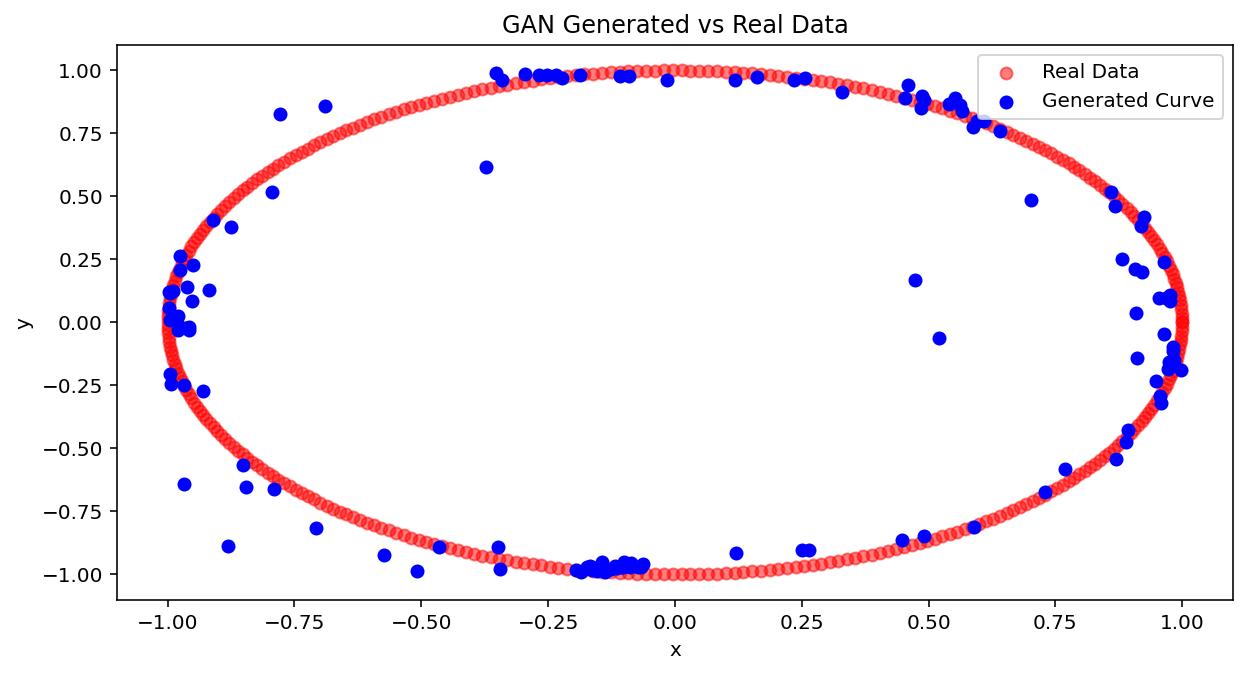 GAN Generated vs Real Data
Real Data
Generated Curve
1.00
0.75
0.50
0.25
0.00
−0.25
−0.50
−0.75
−1.00
y
−1.00 −0.75 −0.50 −0.25 0.00 0.25 0.50 0.75 1.00
x